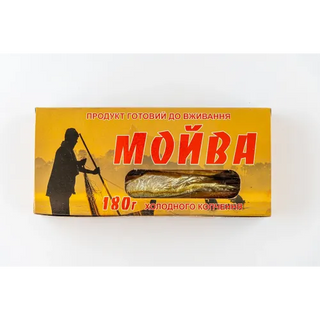 ПРОДУКТ ГОТОВИЙ ДО ВЖИВАННЯ
МОЙВА
180г ХОЛОДНОГО КОПЧЕННЯ